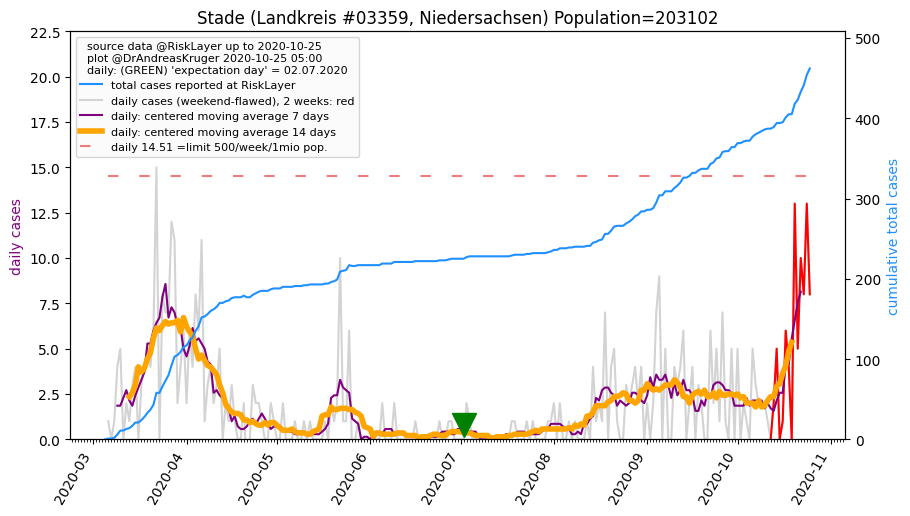 Stade (Landkreis #03359, Niedersachsen) Population=203102
source data @RiskLayer up to 2020-10-25
plot @DrAndreasKruger 2020-10-25 05:00
daily: (GREEN) 'expectation day' = 02.07.2020
total cases reported at RiskLayer
daily cases (weekend-flawed), 2 weeks: red
daily: centered moving average 7 days
daily: centered moving average 14 days
daily 14.51 =limit 500/week/1mio pop.
daily cases
22.5
20.0
17.5
15.0
12.5
10.0
7.5
5.0
2.5
0.0
cumulative total cases
500
400
300
200
100
0
2020-03
2020-04
2020-05
2020-06
2020-07
2020-08
2020-09
2020-10
2020-11